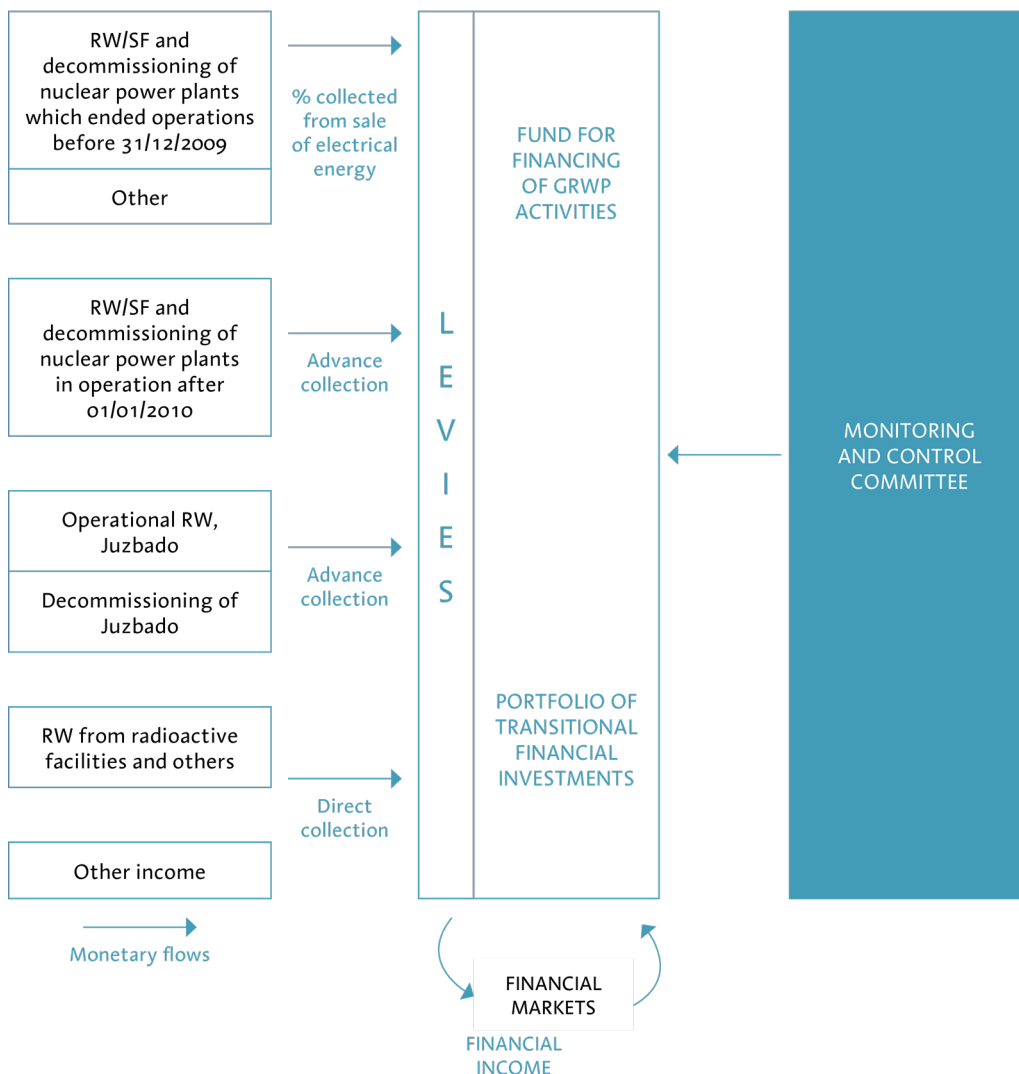 RW/SF and
decommissioning of
nuclear power plants
which ended operations
before 31/12/2009
Other
% collected
from sale
of electrical
energy
RW/SF and
decommissioning of
nuclear power plants
in operation after
01/01/2010
Advance
collection
Operational RW,
Juzbado
Decommissioning of
Juzbado
Advance
collection
RW from radioactive
facilities and others
Direct
collection
Other income
Monetary flows
L
E
V
I
E
S
FUND FOR
FINANCING
OF GRWP
ACTIVITIES
PORTFOLIO OF
TRANSITIONAL
FINANCIAL
INVESTMENTS
MONITORING
AND CONTROL
COMMITTEE
FINANCIAL
MARKETS
FINANCIAL
INCOME